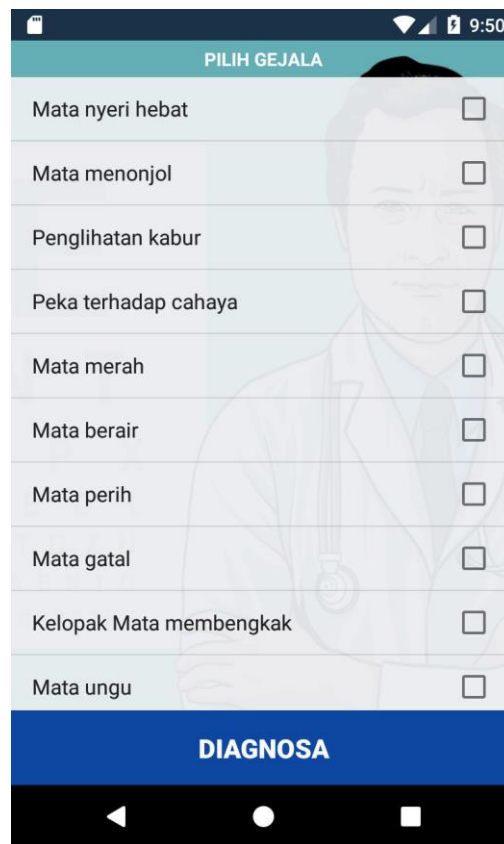 9:50
PILIH GEJALA
Mata nyeri hebat
Mata menonjol
Penglihatan kabur
Peka terhadap cahaya
Mata merah
Mata berair
Mata perih
Mata gatal
Kelopak Mata membengkak
Mata ungu
DIAGNOSA